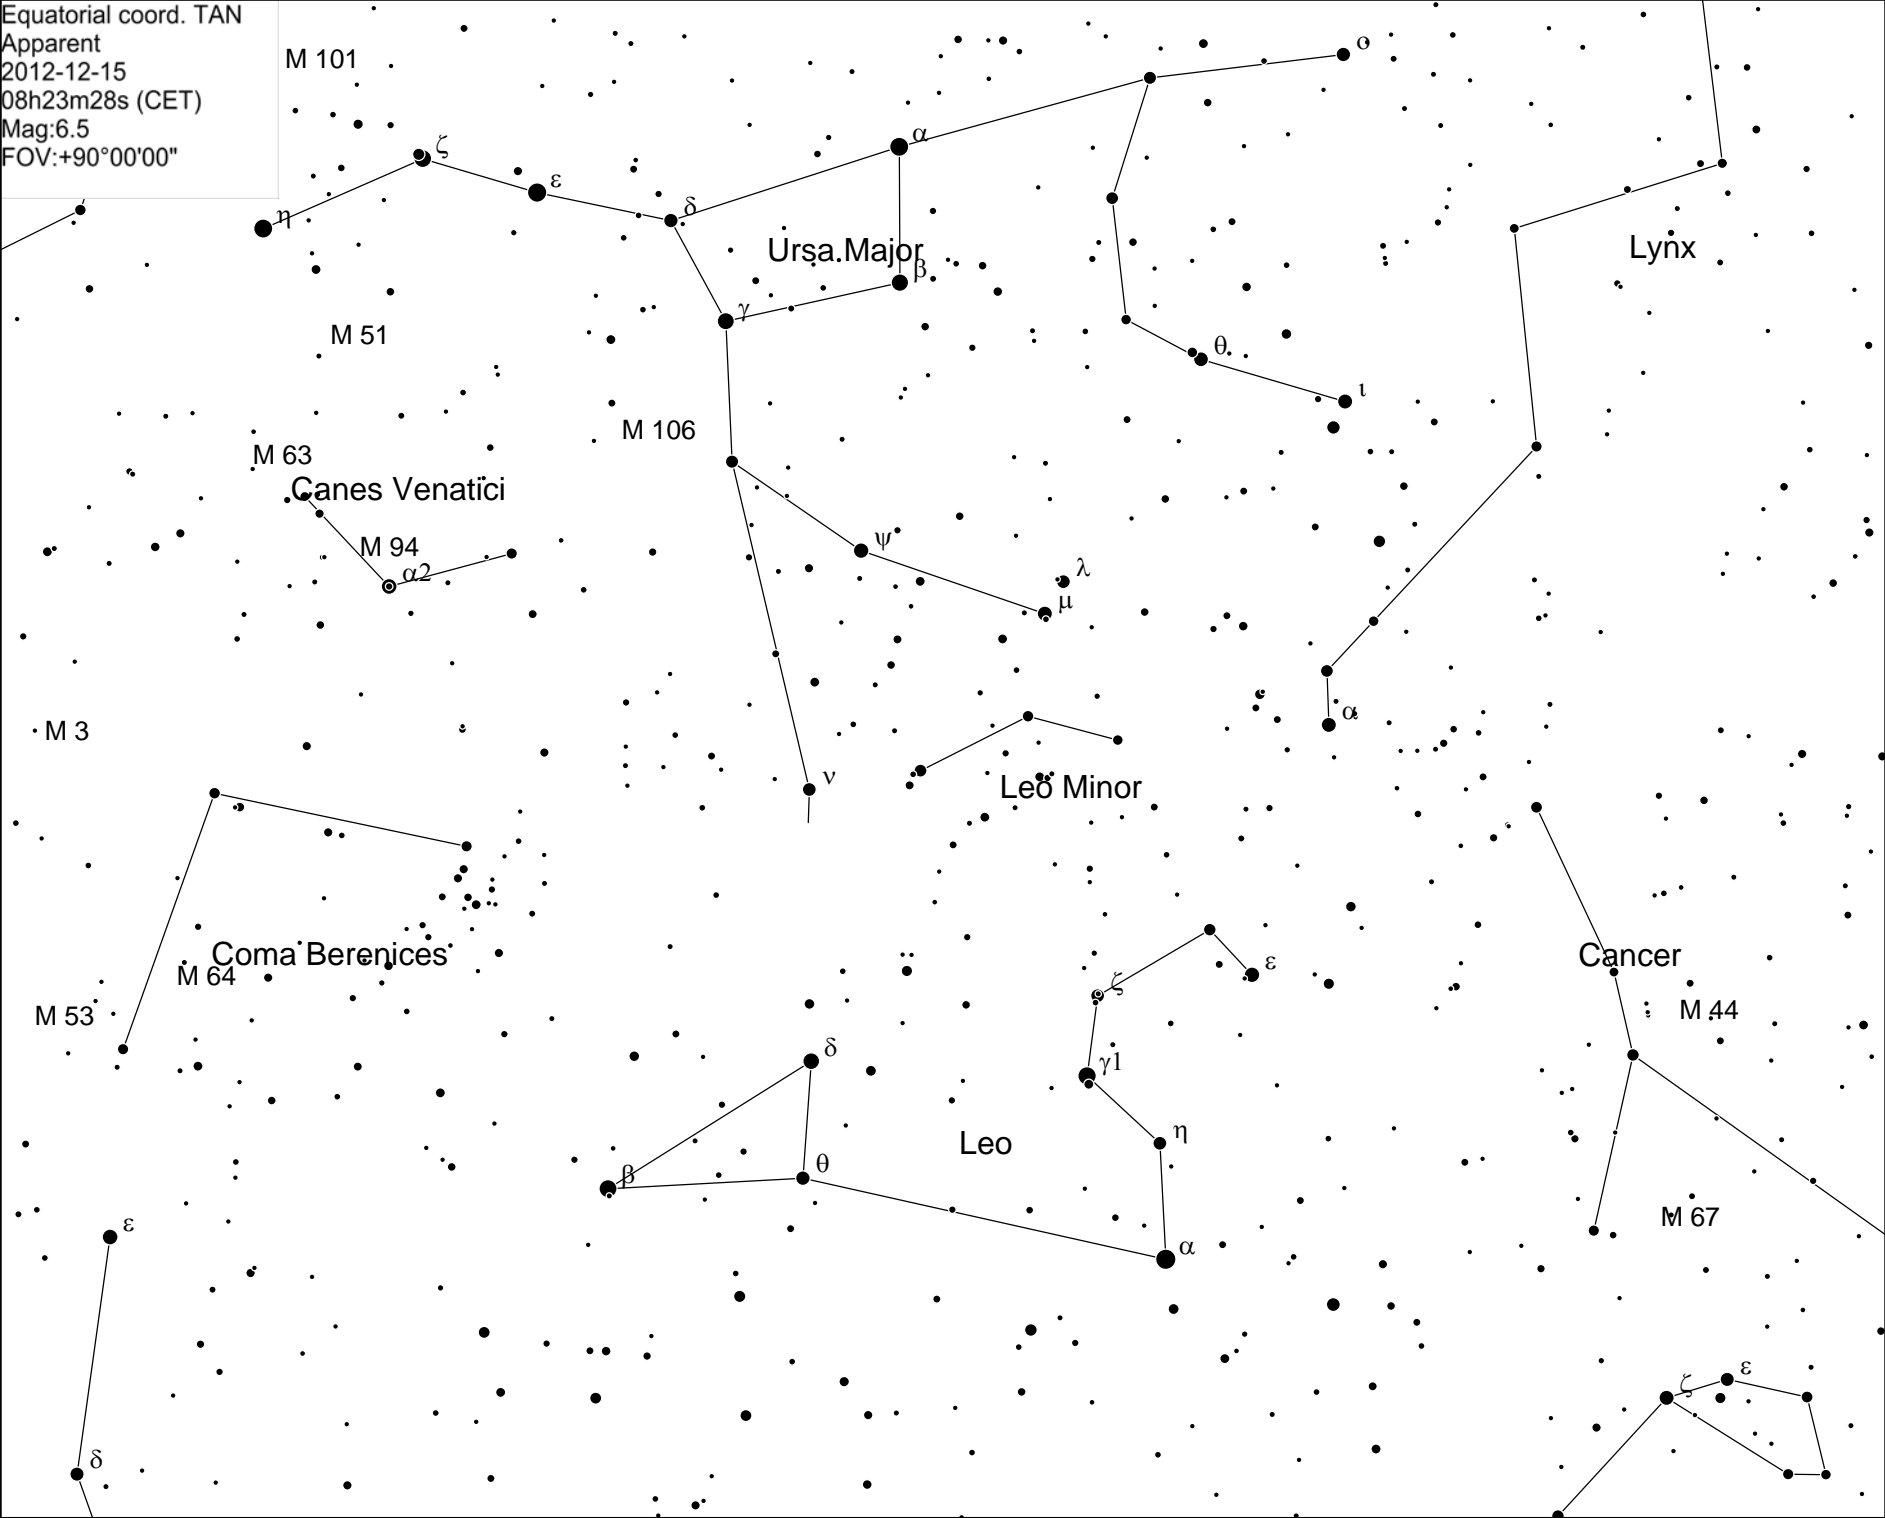 Equatorial coord. TAN
Apparent
2012-12-15
08h23m28s (CET)
Mag:6.5
FOV:+90°00'00"
M 101
ο
ζ
α
ε
η
δ
Ursa Major
Lynx
β
γ
M 51
θ
ι
M 106
M 63
Canes Venatici
ψ
M 94
α2
λ
μ
α
M 3
ν
Leo Minor
Coma Berenices
Cancer
ε
M 64
ζ
M 44
M 53
δ
γ1
η
Leo
θ
β
M 67
ε
α
ε
ζ
δ